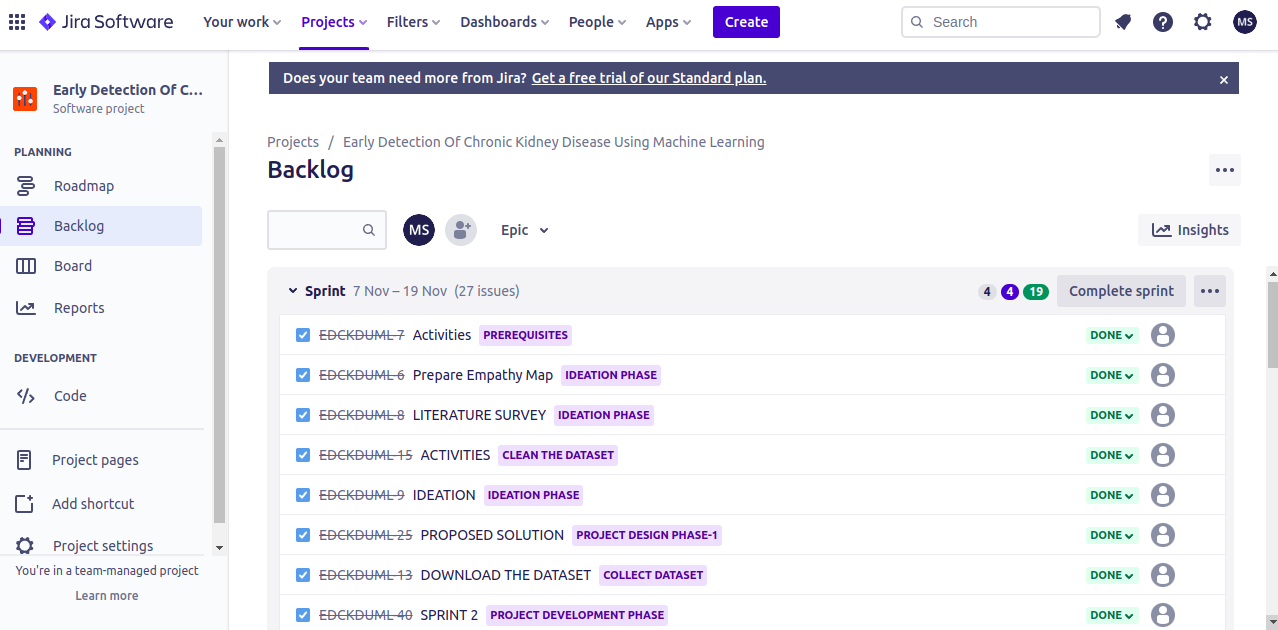 Jira Software Your work Projects Filters Dashboards People Apps Create Search MS
Early Detection Of C...
Software project
PLANNING
Roadmap
Backlog
Board
Reports
DEVELOPMENT
Code
Project pages
Add shortcut
Project settings
You're in a team-managed project
Learn more
Does your team need more from Jira? Get a free trial of our Standard plan. ×
Projects / Early Detection Of Chronic Kidney Disease Using Machine Learning
Backlog
MS Epic Insights
Sprint 7 Nov – 19 Nov (27 issues) 4 4 19 Complete sprint
EDCKDUML-7 Activities PREREQUISITES DONE
EDCKDUML-6 Prepare Empathy Map IDEATION PHASE DONE
EDCKDUML-8 LITERATURE SURVEY IDEATION PHASE DONE
EDCKDUML-15 ACTIVITIES CLEAN THE DATASET DONE
EDCKDUML-9 IDEATION IDEATION PHASE DONE
EDCKDUML-25 PROPOSED SOLUTION PROJECT DESIGN PHASE-1 DONE
EDCKDUML-13 DOWNLOAD THE DATASET COLLECT DATASET DONE
EDCKDUML-40 SPRINT 2 PROJECT DEVELOPMENT PHASE DONE